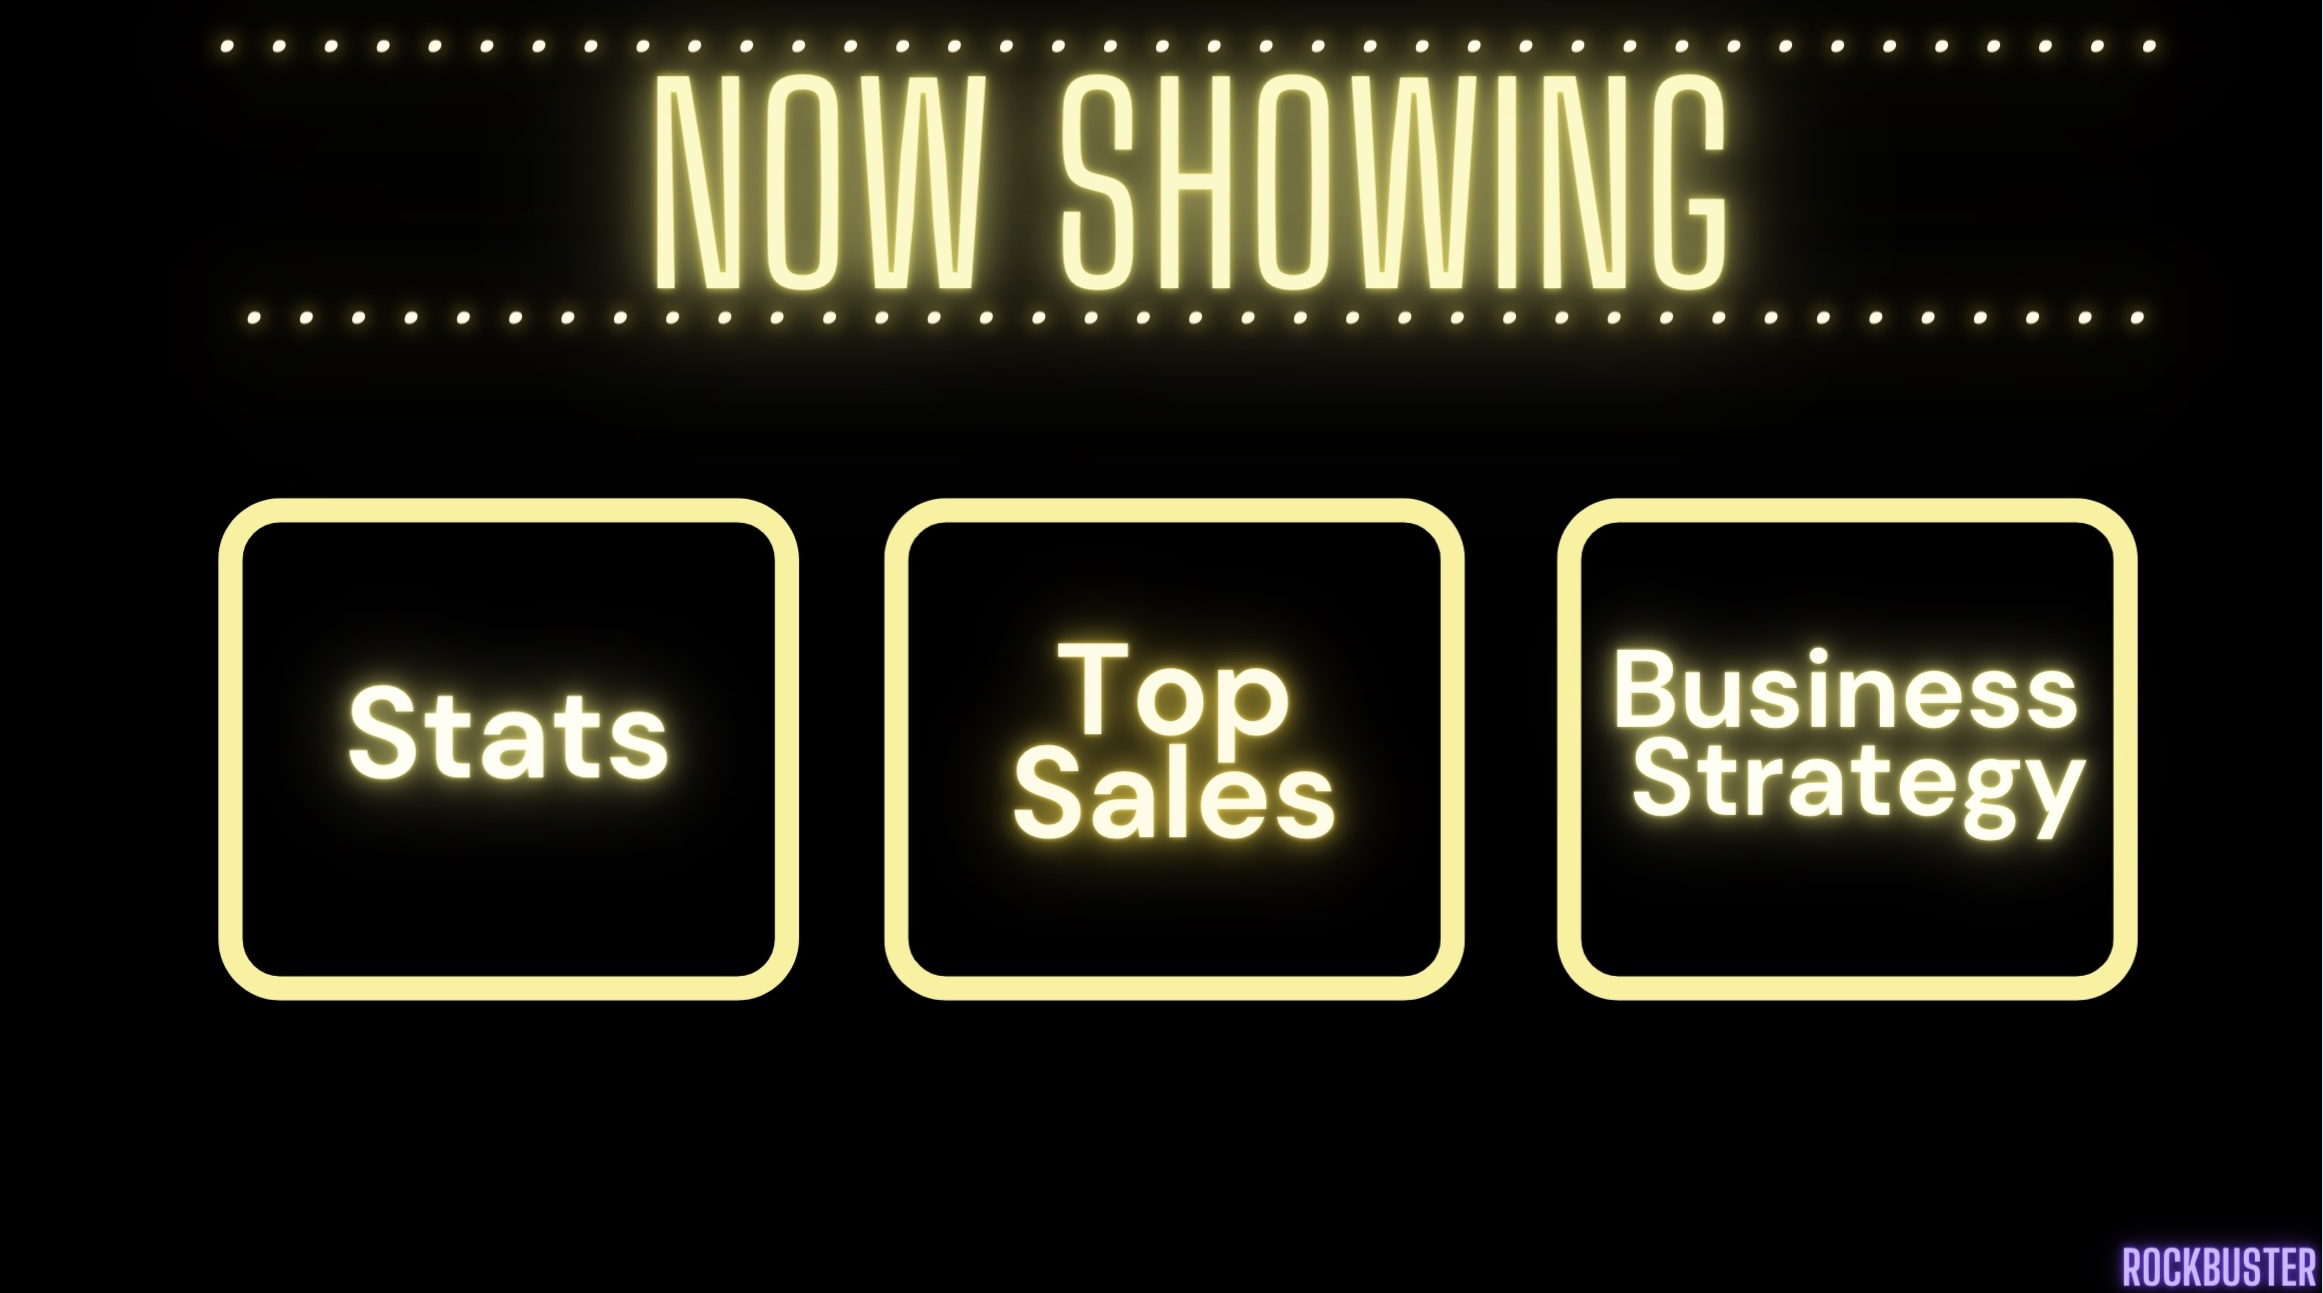 NOW SHOWING
Stats
Top
Sales
Business
Strategy
ROCKBUSTER